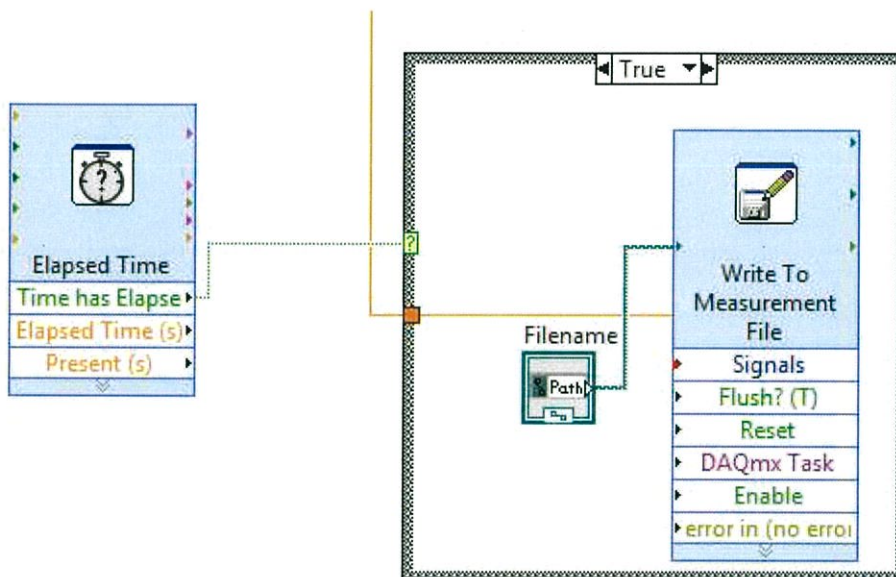 True
?
Elapsed Time
Time has Elapse
Elapsed Time (s)
Present (s)
?
Write To
Measurement
File
Filename
Path
Signals
Flush? (T)
Reset
DAQmx Task
Enable
error in (no error